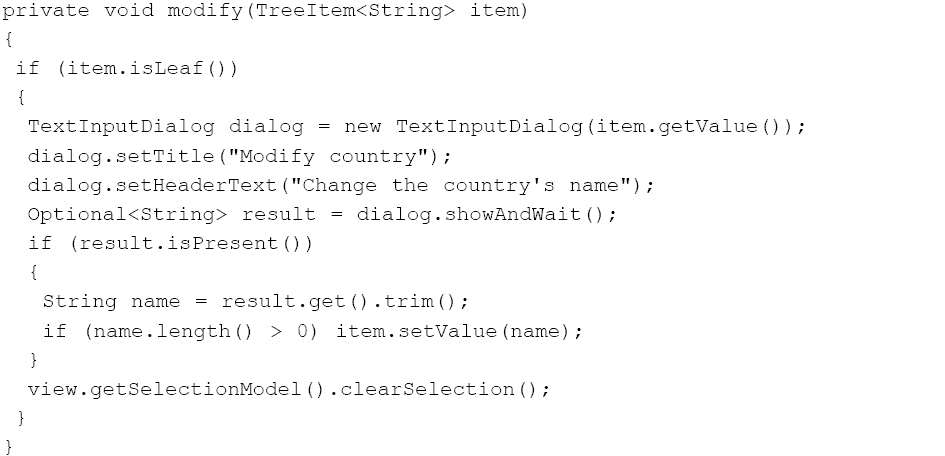 private void modify(TreeItem<String> item)
{
if (item.isLeaf())
{
TextInputDialog dialog = new TextInputDialog(item.getValue());
dialog.setTitle("Modify country");
dialog.setHeaderText("Change the country's name");
Optional<String> result = dialog.showAndWait();
if (result.isPresent())
{
String name = result.get().trim();
if (name.length() > 0) item.setValue(name);
}
view.getSelectionModel().clearSelection();
}
}